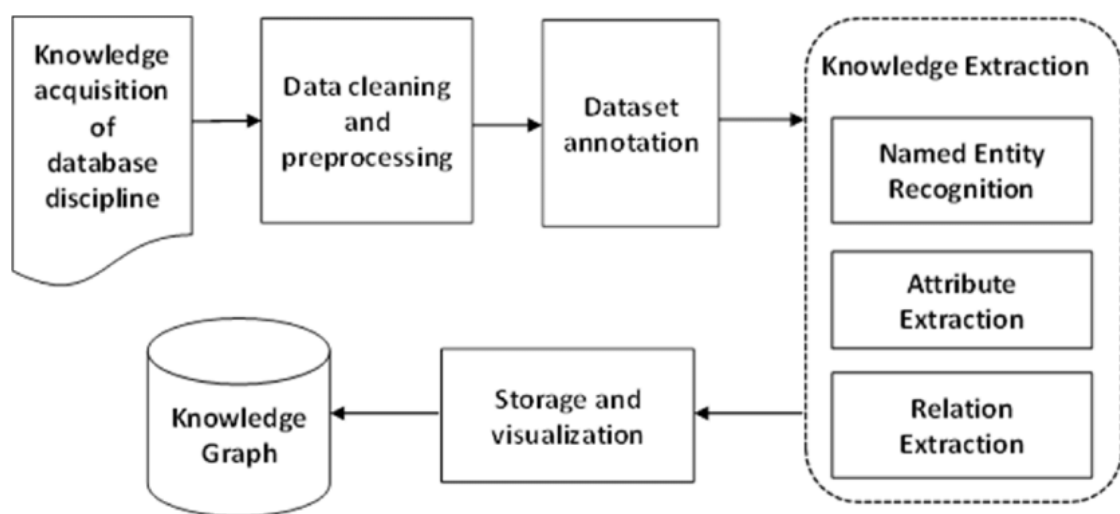 Knowledge
acquisition
of
database
discipline
Data cleaning
and
preprocessing
Dataset
annotation
Knowledge Extraction
Named Entity
Recognition
Attribute
Extraction
Relation
Extraction
Storage and
visualization
Knowledge
Graph